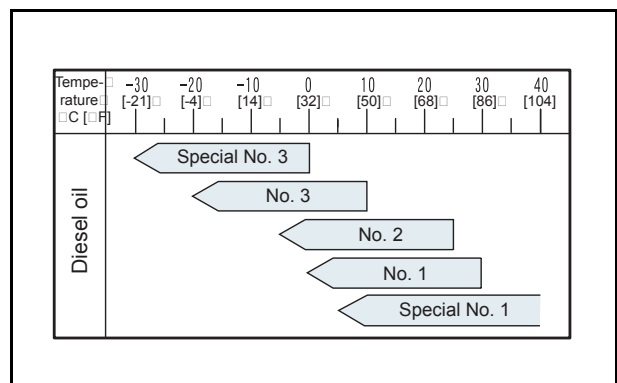 Tempe-□ -30 -20 -10 0 10 20 30 40
rature□ [-21]□ [-4]□ [14]□ [32]□ [50]□ [68]□ [86]□ [104]
□C [□F]
Diesel oil
Special No. 3
No. 3
No. 2
No. 1
Special No. 1